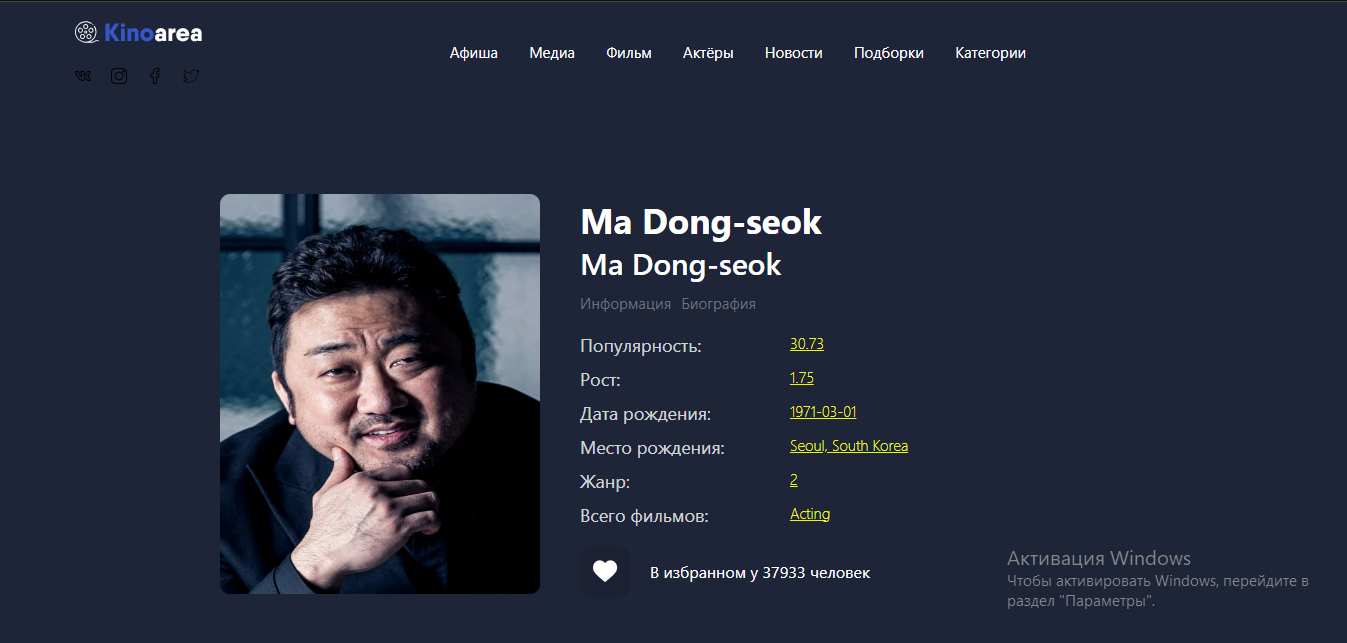 Kinoarea
Афиша Медиа Фильм Актёры Новости Подборки Категории
Ma Dong-seok
Ma Dong-seok
Информация Биография
Популярность: 30.73
Рост: 1.75
Дата рождения: 1971-03-01
Место рождения: Seoul, South Korea
Жанр: 2
Всего фильмов: Acting
В избранном у 37933 человек
Активация Windows
Чтобы активировать Windows, перейдите в
раздел "Параметры".